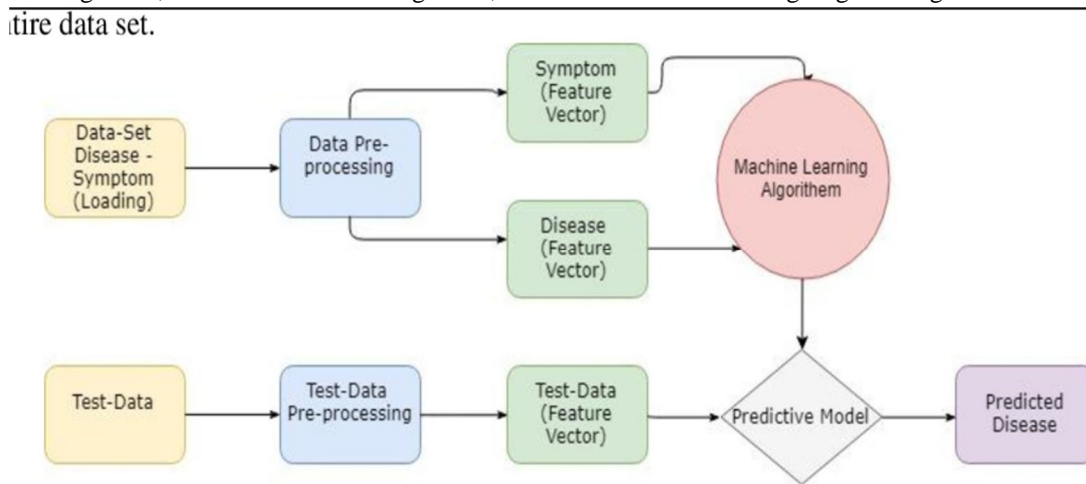 tire data set.
Symptom
(Feature
Vector)
Data-Set
Disease -
Symptom
(Loading)
Data Pre-
processing
Machine Learning
Algorithem
Disease
(Feature
Vector)
Test-Data
Test-Data
Pre-processing
Test-Data
(Feature
Vector)
Predictive Model
Predicted
Disease